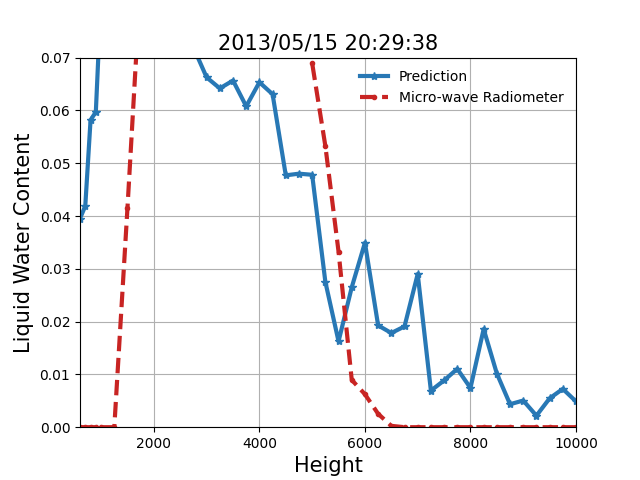 2013/05/15 20:29:38
0.07
0.06
0.05
0.04
0.03
0.02
0.01
0.00
Liquid Water Content
Prediction
Micro-wave Radiometer
2000 4000 6000 8000 10000
Height